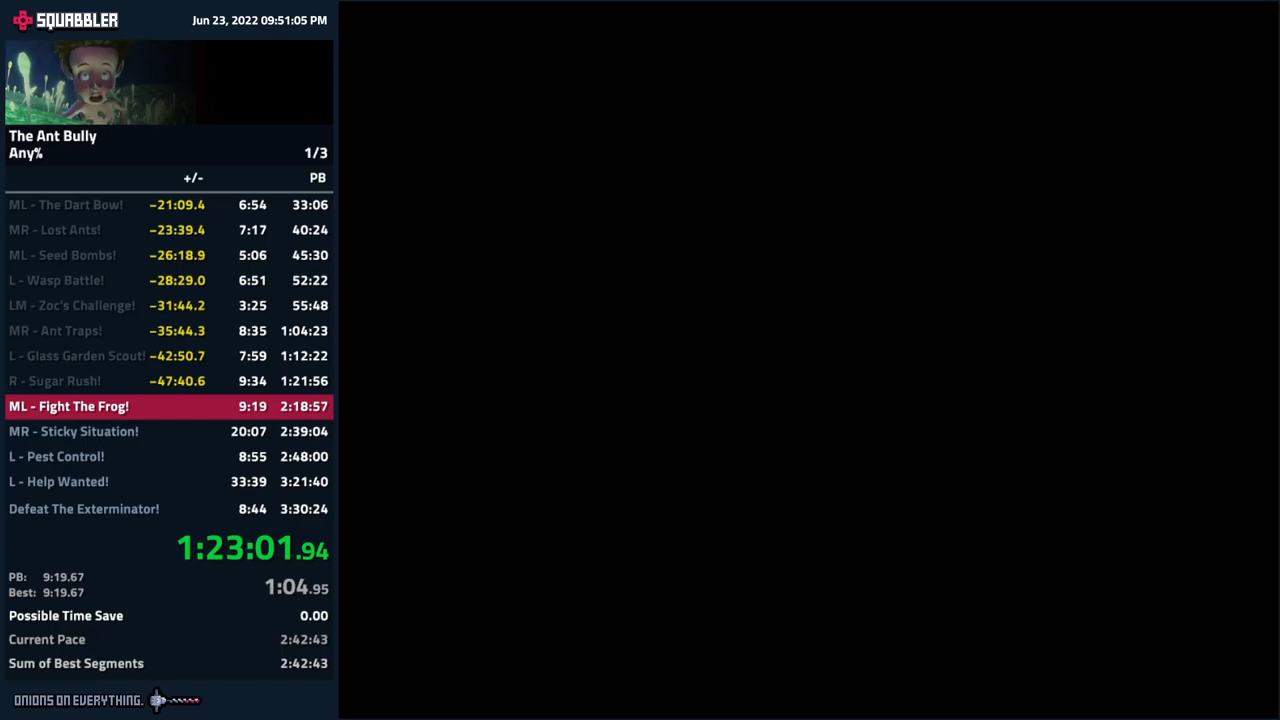 SQUABBLER Jun 23, 2022 09:51:05 PM
The Ant Bully
Any% 1/3
+/- PB
ML - The Dart Bow! −21:09.4 6:54 33:06
MR - Lost Ants! −23:39.4 7:17 40:24
ML - Seed Bombs! −26:18.9 5:06 45:30
L - Wasp Battle! −28:29.0 6:51 52:22
LM - Zoc's Challenge! −31:44.2 3:25 55:48
MR - Ant Traps! −35:44.3 8:35 1:04:23
L - Glass Garden Scout! −42:50.7 7:59 1:12:22
R - Sugar Rush! −47:40.6 9:34 1:21:56
ML - Fight The Frog! 9:19 2:18:57
MR - Sticky Situation! 20:07 2:39:04
L - Pest Control! 8:55 2:48:00
L - Help Wanted! 33:39 3:21:40
Defeat The Exterminator! 8:44 3:30:24
1:23:01.94
PB: 9:19.67
Best: 9:19.67 1:04.95
Possible Time Save 0.00
Current Pace 2:42:43
Sum of Best Segments 2:42:43
ONIONS ON EVERYTHING.